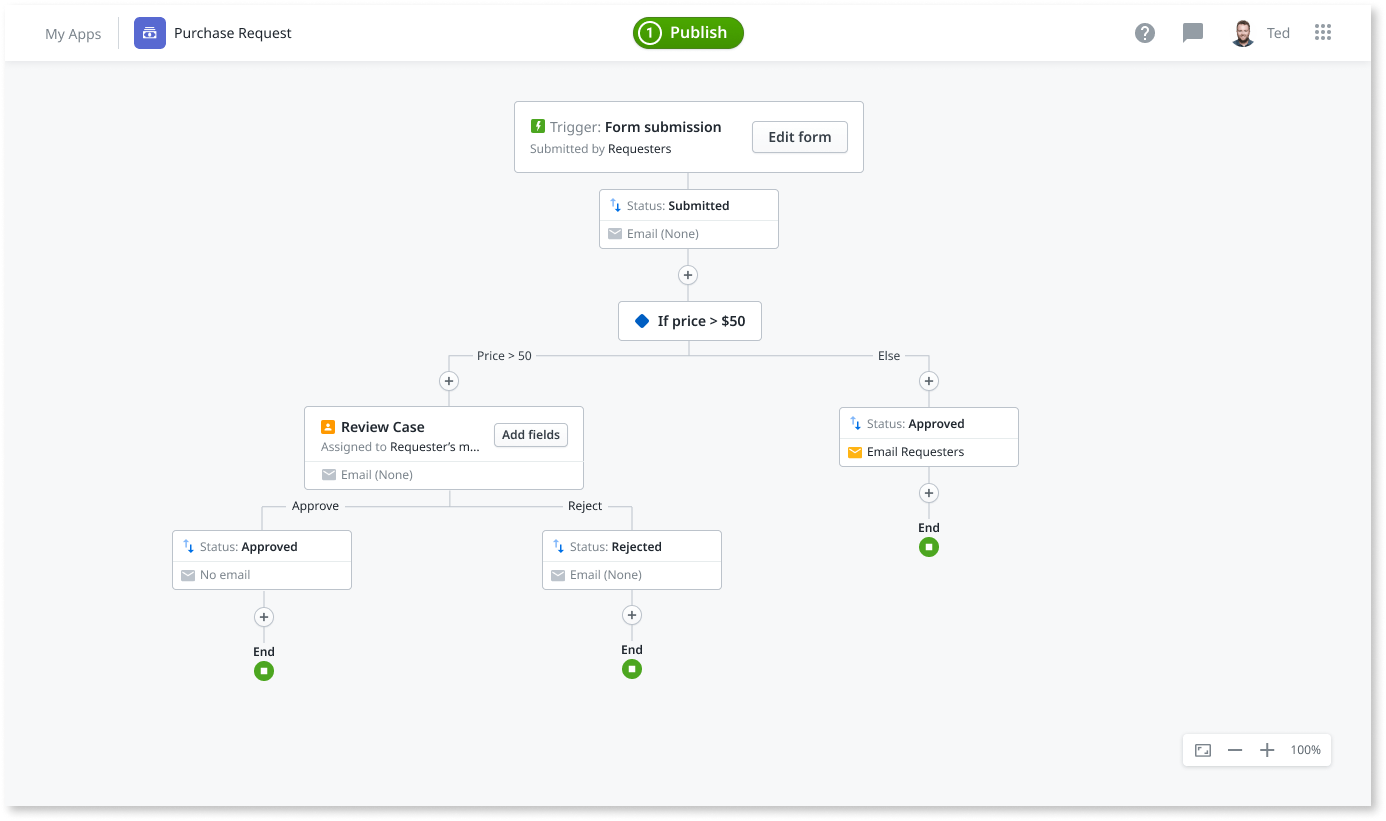 My Apps
Purchase Request
1 Publish
Ted
Trigger: Form submission
Submitted by Requesters
Edit form
Status: Submitted
Email (None)
If price > $50
Price > 50
Else
Review Case
Assigned to Requester's m...
Add fields
Email (None)
Status: Approved
Email Requesters
Approve
Reject
End
Status: Approved
No email
Status: Rejected
Email (None)
End
End
100%